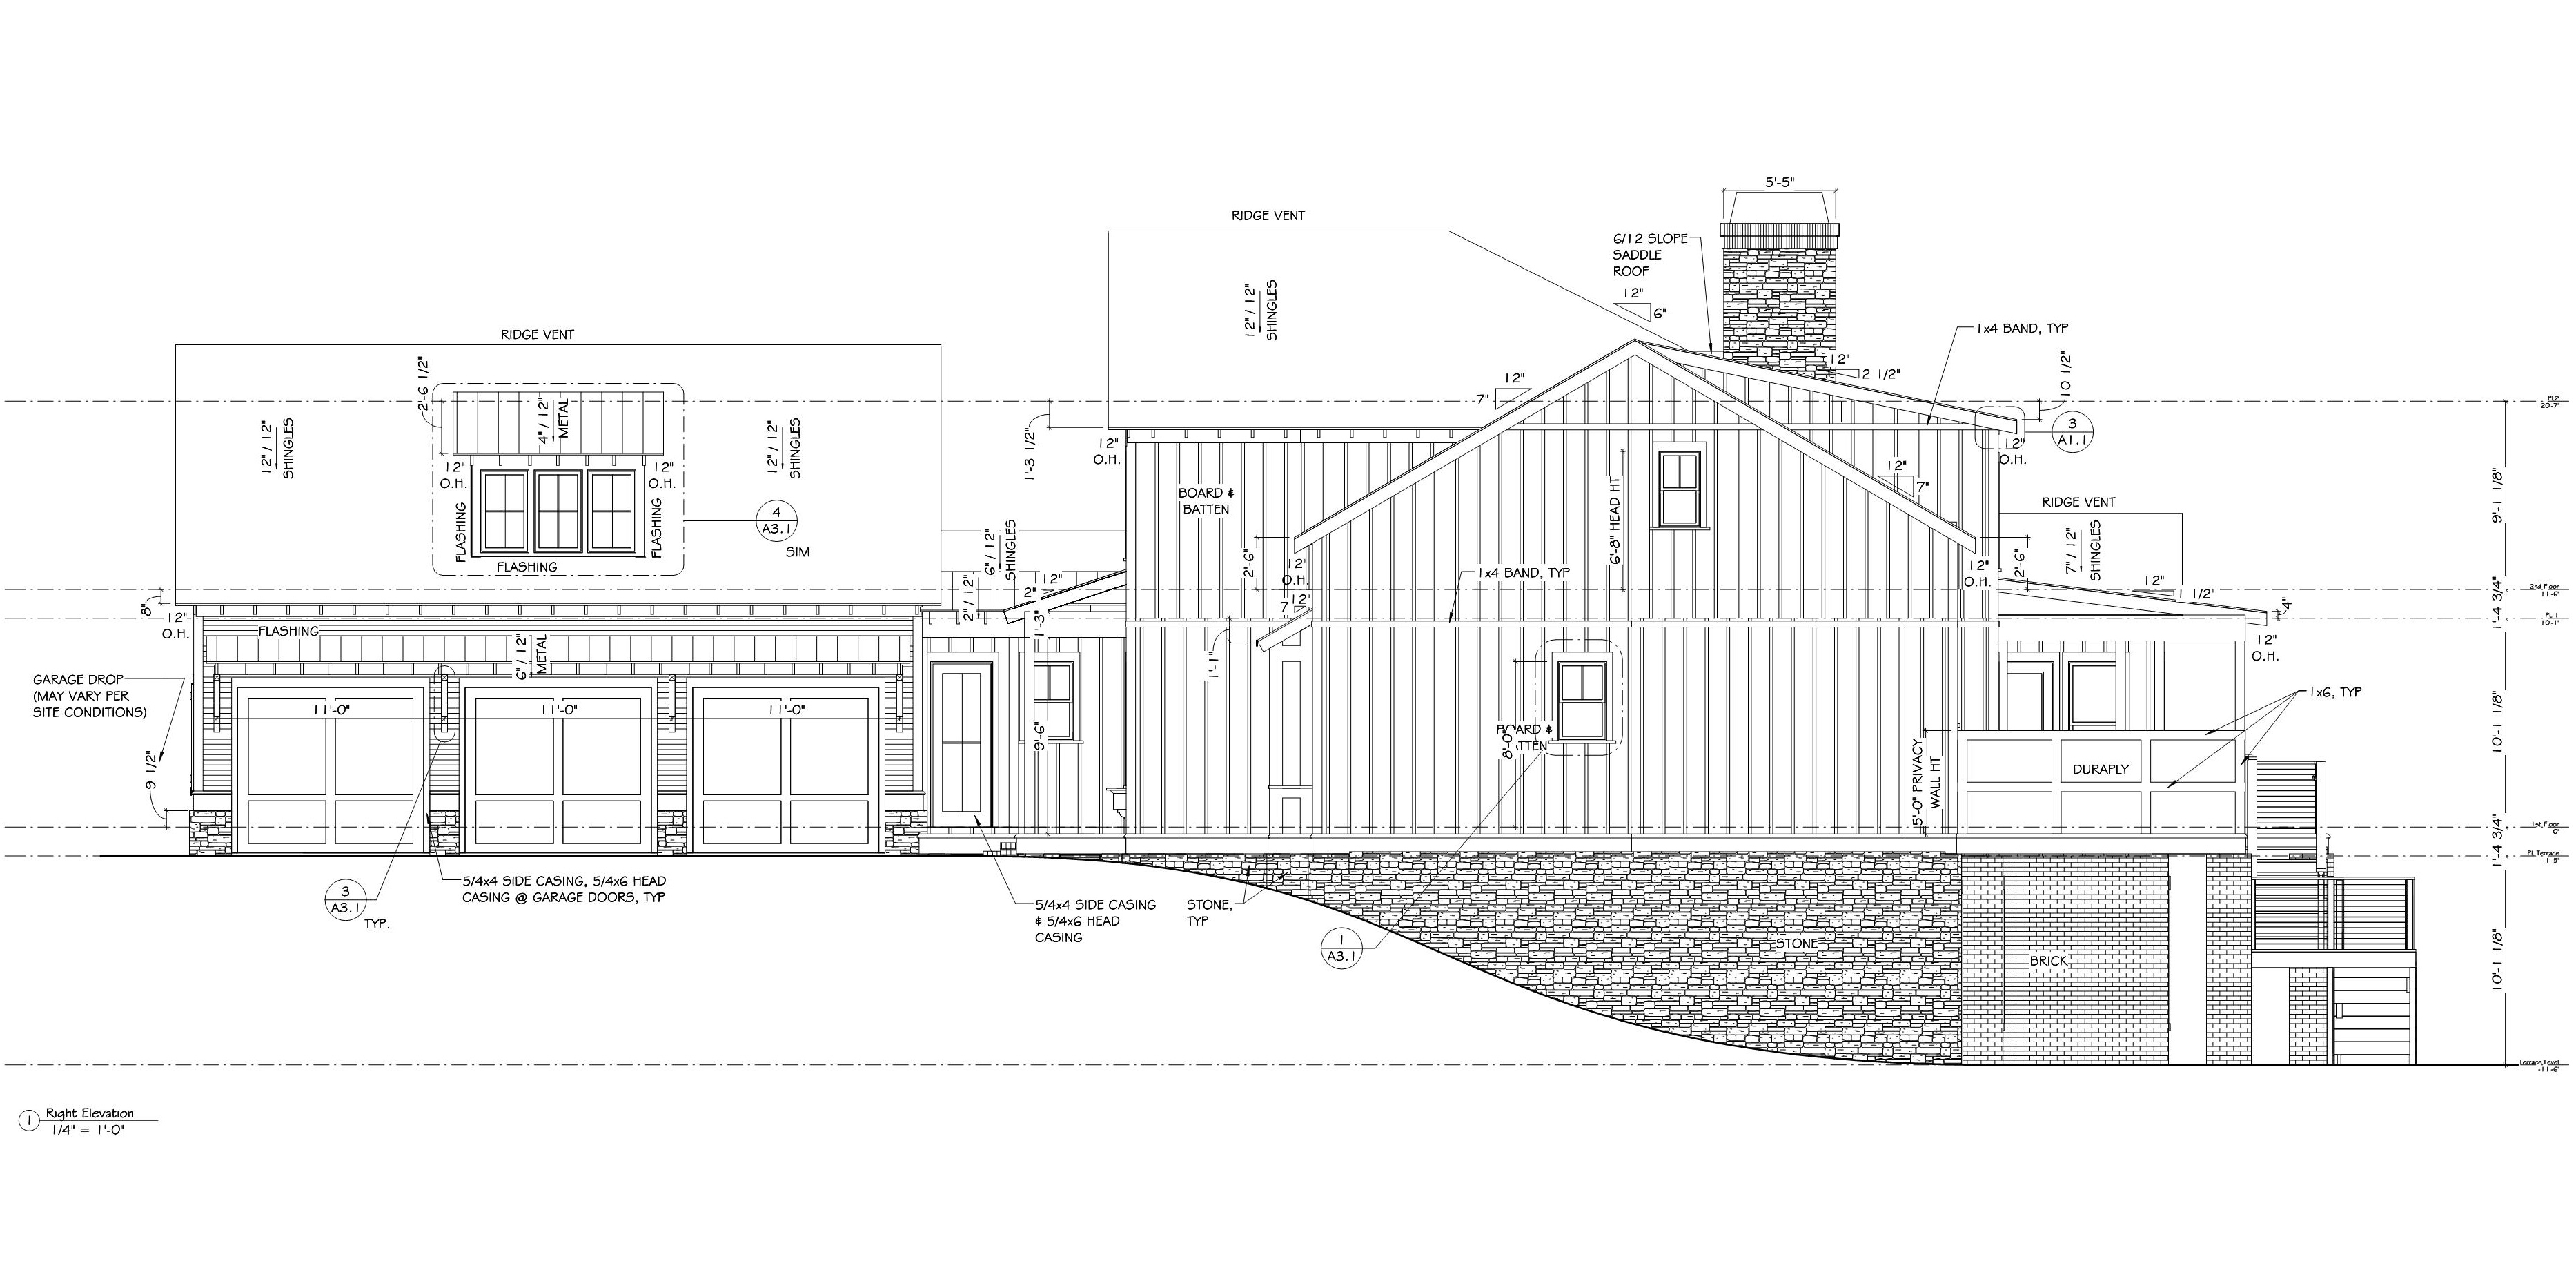 5'-5"
RIDGE VENT
6/12 SLOPE
SADDLE
ROOF
12"
6"
12" / 12"
SHINGLES
1x4 BAND, TYP
RIDGE VENT
2'-6 1/2"
4" / 12"
METAL
12" / 12"
SHINGLES
12" / 12"
SHINGLES
12"
O.H.
12"
O.H.
FLASHING
FLASHING
FLASHING
4
A3.1
SIM
1'-3 1/2"
12"
O.H.
12"
7"
12"
2 1/2"
10 1/2"
3
A1.1
12"
O.H.
PL2
20'-7"
BOARD &
BATTEN
6'-8" HEAD HT
12"
7"
RIDGE VENT
7" / 12"
SHINGLES
9'-1 1/8"
6" / 12"
SHINGLES
2" / 12"
12"
2"
2'-6"
12"
O.H.
12"
7
1x4 BAND, TYP
12"
O.H.
2'-6"
12"
1 1/2"
4"
12"
O.H.
2nd Floor
11'-6"
1'-4 3/4"
PL 1
10'-1"
8"
12"
O.H.
FLASHING
6" / 12"
METAL
1'-3"
1'-1"
GARAGE DROP
(MAY VARY PER
SITE CONDITIONS)
9 1/2"
11'-0"
11'-0"
11'-0"
9'-6"
8'-0"
BOARD &
BATTEN
5'-0" PRIVACY
WALL HT
DURAPLY
1x6, TYP
10'-1 1/8"
1st Floor
0"
1'-4 3/4"
PL Terrace
-1'-5"
3
A3.1
TYP.
5/4x4 SIDE CASING, 5/4x6 HEAD
CASING @ GARAGE DOORS, TYP
5/4x4 SIDE CASING
& 5/4x6 HEAD
CASING
STONE,
TYP
1
A3.1
STONE
BRICK
10'-1 1/8"
Terrace Level
-11'-6"
1
Right Elevation
1/4" = 1'-0"